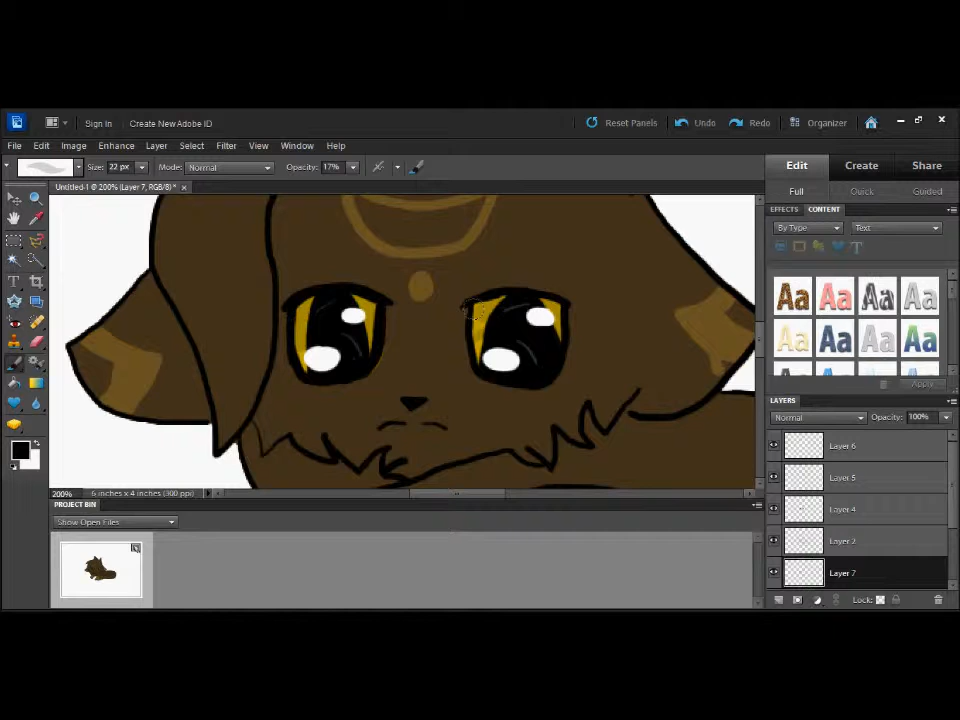 Sign In Create New Adobe ID Reset Panels Undo Redo Organizer
File Edit Image Enhance Layer Select Filter View Window Help
Size: 22 px Mode: Normal Opacity: 17%
Edit Create Share
Untitled-1 @ 200% (Layer 7, RGB/8) *
Full Quick Guided
EFFECTS CONTENT
By Type Text
T
Aa Aa Aa Aa
Aa Aa Aa Aa
Apply
LAYERS
Normal Opacity: 100%
Layer 6
Layer 5
Layer 4
Layer 2
Layer 7
200% 6 inches x 4 inches (300 ppi)
PROJECT BIN
Show Open Files
Lock: